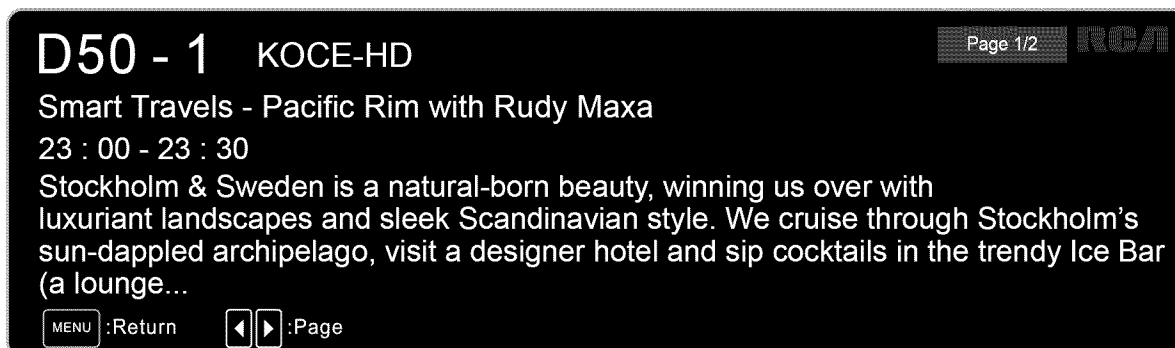 D50 - 1 KOCE-HD Page 1/2 RCA
Smart Travels - Pacific Rim with Rudy Maxa
23 : 00 - 23 : 30
Stockholm & Sweden is a natural-born beauty, winning us over with
luxuriant landscapes and sleek Scandinavian style. We cruise through Stockholm’s
sun-dappled archipelago, visit a designer hotel and sip cocktails in the trendy Ice Bar
(a lounge...
MENU :Return :Page